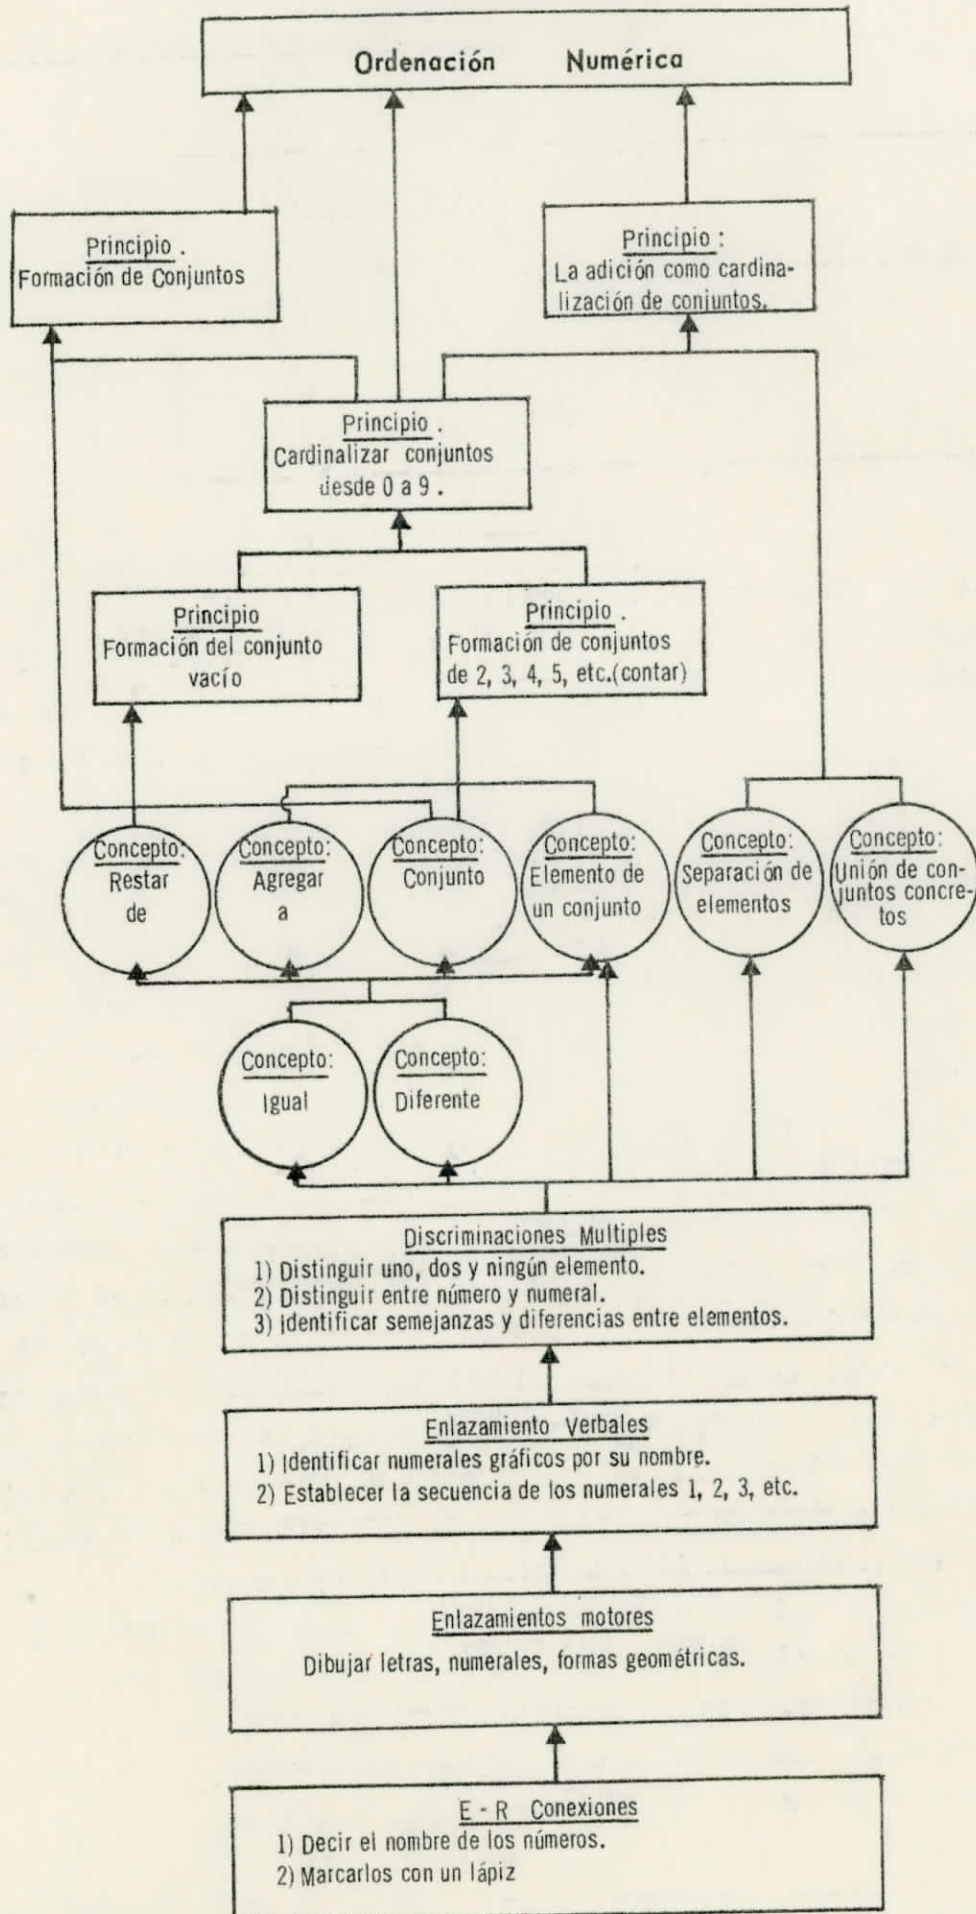 Ordenación Numérica
Principio .
Formación de Conjuntos
Principio :
La adición como cardina-
lización de conjuntos.
Principio .
Cardinalizar conjuntos
desde 0 a 9 .
Principio
Formación del conjunto
vacío
Principio .
Formación de conjuntos
de 2, 3, 4, 5, etc.(contar)
Concepto:
Restar
de
Concepto:
Agregar
a
Concepto:
Conjunto
Concepto:
Elemento de
un conjunto
Concepto:
Separación de
elementos
Concepto:
Unión de con-
juntos concre-
tos
Concepto:
Igual
Concepto:
Diferente
Discriminaciones Multiples
1) Distinguir uno, dos y ningún elemento.
2) Distinguir entre número y numeral.
3) Identificar semejanzas y diferencias entre elementos.
Enlazamiento Verbales
1) Identificar numerales gráficos por su nombre.
2) Establecer la secuencia de los numerales 1, 2, 3, etc.
Enlazamientos motores
Dibujar letras, numerales, formas geométricas.
E - R Conexiones
1) Decir el nombre de los números.
2) Marcarlos con un lápiz